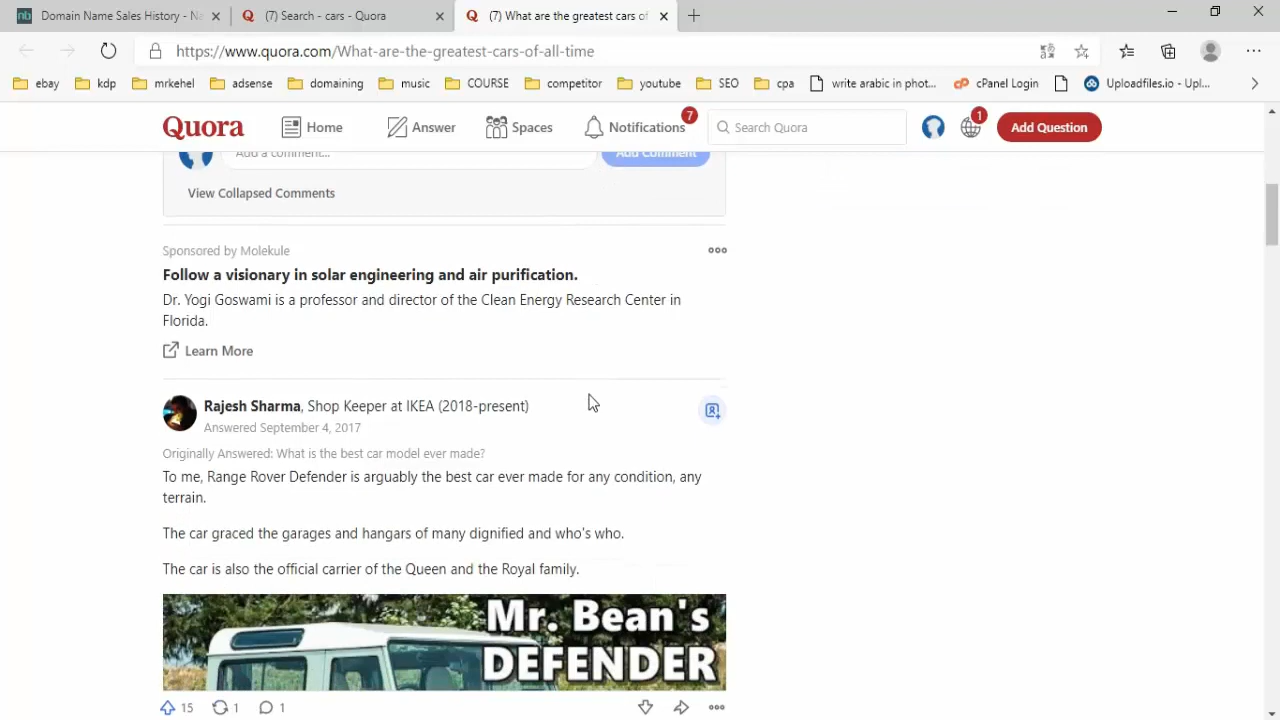 Domain Name Sales History - Na
(7) Search - cars - Quora
(7) What are the greatest cars of
https://www.quora.com/What-are-the-greatest-cars-of-all-time
ebay kdp mrkehel adsense domaining music COURSE competitor youtube SEO cpa write arabic in phot... cPanel Login Uploadfiles.io - Upl...
Quora Home Answer Spaces Notifications 7 Search Quora 1 Add Question
Add a comment... Add Comment
View Collapsed Comments
Sponsored by Molekule
Follow a visionary in solar engineering and air purification.
Dr. Yogi Goswami is a professor and director of the Clean Energy Research Center in
Florida.
Learn More
Rajesh Sharma, Shop Keeper at IKEA (2018-present)
Answered September 4, 2017
Originally Answered: What is the best car model ever made?
To me, Range Rover Defender is arguably the best car ever made for any condition, any
terrain.
The car graced the garages and hangars of many dignified and who's who.
The car is also the official carrier of the Queen and the Royal family.
Mr. Bean's
DEFENDER
15 1 1